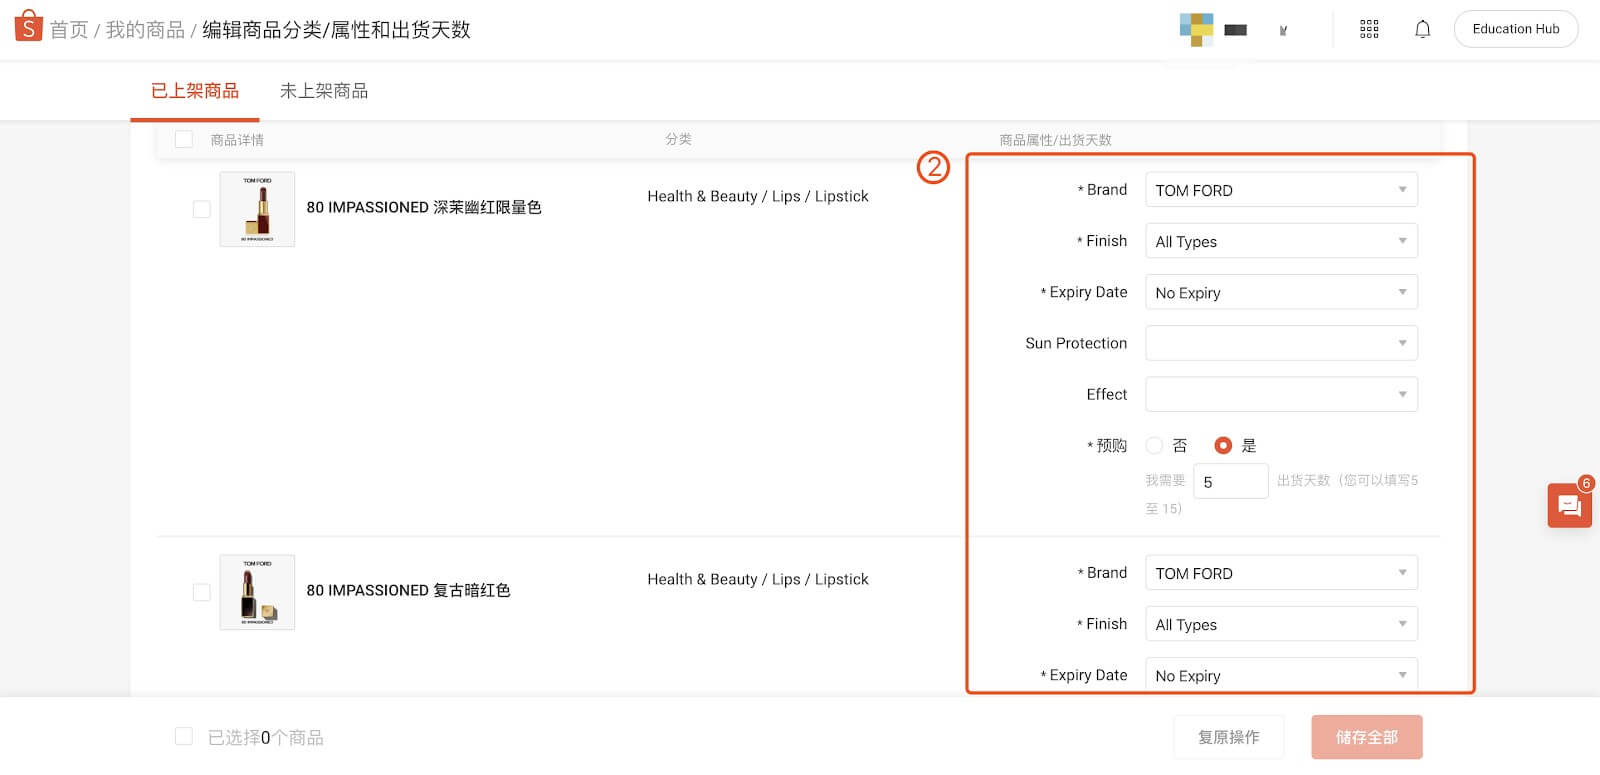 首页 / 我的商品 / 编辑商品分类/属性和出货天数
Education Hub
已上架商品 未上架商品
商品详情 分类 商品属性/出货天数
②
TOM FORD
80 IMPASSIONED
80 IMPASSIONED 深茉幽红限量色
Health & Beauty / Lips / Lipstick
* Brand TOM FORD
* Finish All Types
* Expiry Date No Expiry
Sun Protection
Effect
* 预购 否 是
我需要 5 出货天数（您可以填写5
至 15）
6
TOM FORD
80 IMPASSIONED
80 IMPASSIONED 复古暗红色
Health & Beauty / Lips / Lipstick
* Brand TOM FORD
* Finish All Types
* Expiry Date No Expiry
已选择0个商品
复原操作 储存全部